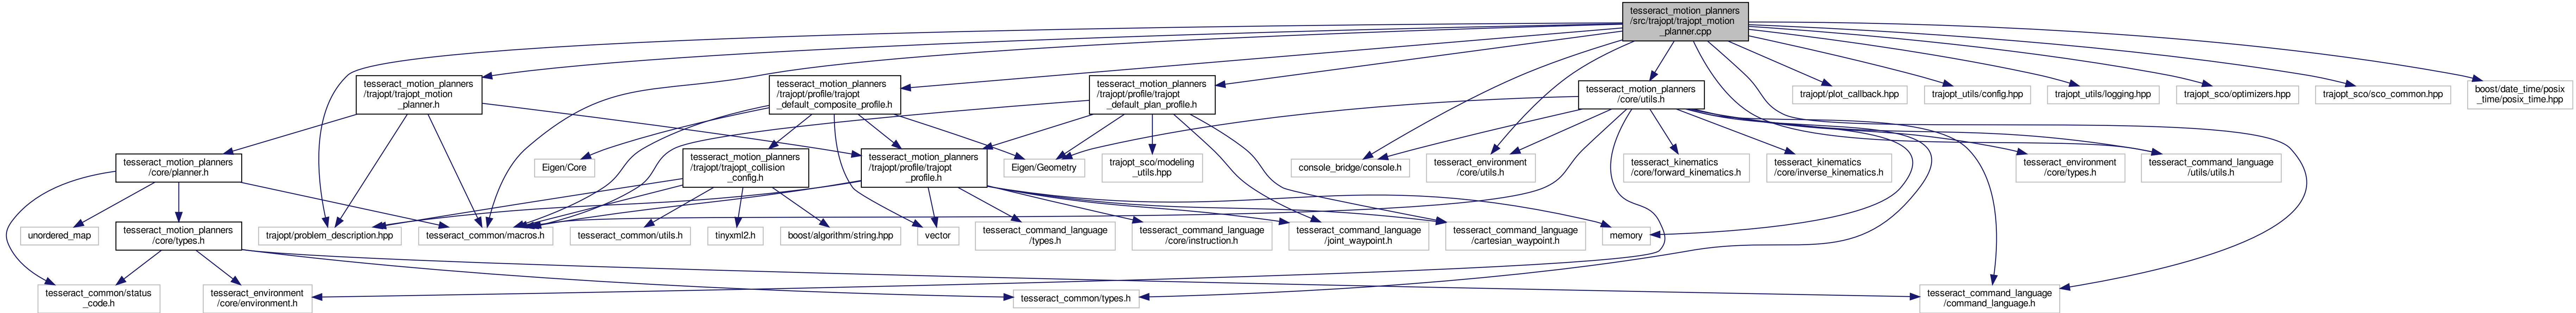 tesseract_motion_planners
/src/trajopt/trajopt_motion
_planner.cpp
tesseract_motion_planners
/trajopt/trajopt_motion
_planner.h
tesseract_motion_planners
/trajopt/profile/trajopt
_default_composite_profile.h
tesseract_motion_planners
/trajopt/profile/trajopt
_default_plan_profile.h
tesseract_motion_planners
/core/utils.h
trajopt/plot_callback.hpp
trajopt_utils/config.hpp
trajopt_utils/logging.hpp
trajopt_sco/optimizers.hpp
trajopt_sco/sco_common.hpp
boost/date_time/posix
_time/posix_time.hpp
tesseract_motion_planners
/core/planner.h
Eigen/Core
tesseract_motion_planners
/trajopt/trajopt_collision
_config.h
tesseract_motion_planners
/trajopt/profile/trajopt
_profile.h
Eigen/Geometry
trajopt_sco/modeling
_utils.hpp
console_bridge/console.h
tesseract_environment
/core/utils.h
tesseract_kinematics
/core/forward_kinematics.h
tesseract_kinematics
/core/inverse_kinematics.h
tesseract_environment
/core/types.h
tesseract_command_language
/utils/utils.h
unordered_map
tesseract_motion_planners
/core/types.h
trajopt/problem_description.hpp
tesseract_common/macros.h
tesseract_common/utils.h
tinyxml2.h
boost/algorithm/string.hpp
vector
tesseract_command_language
/types.h
tesseract_command_language
/core/instruction.h
tesseract_command_language
/joint_waypoint.h
tesseract_command_language
/cartesian_waypoint.h
memory
tesseract_common/status
_code.h
tesseract_environment
/core/environment.h
tesseract_common/types.h
tesseract_command_language
/command_language.h